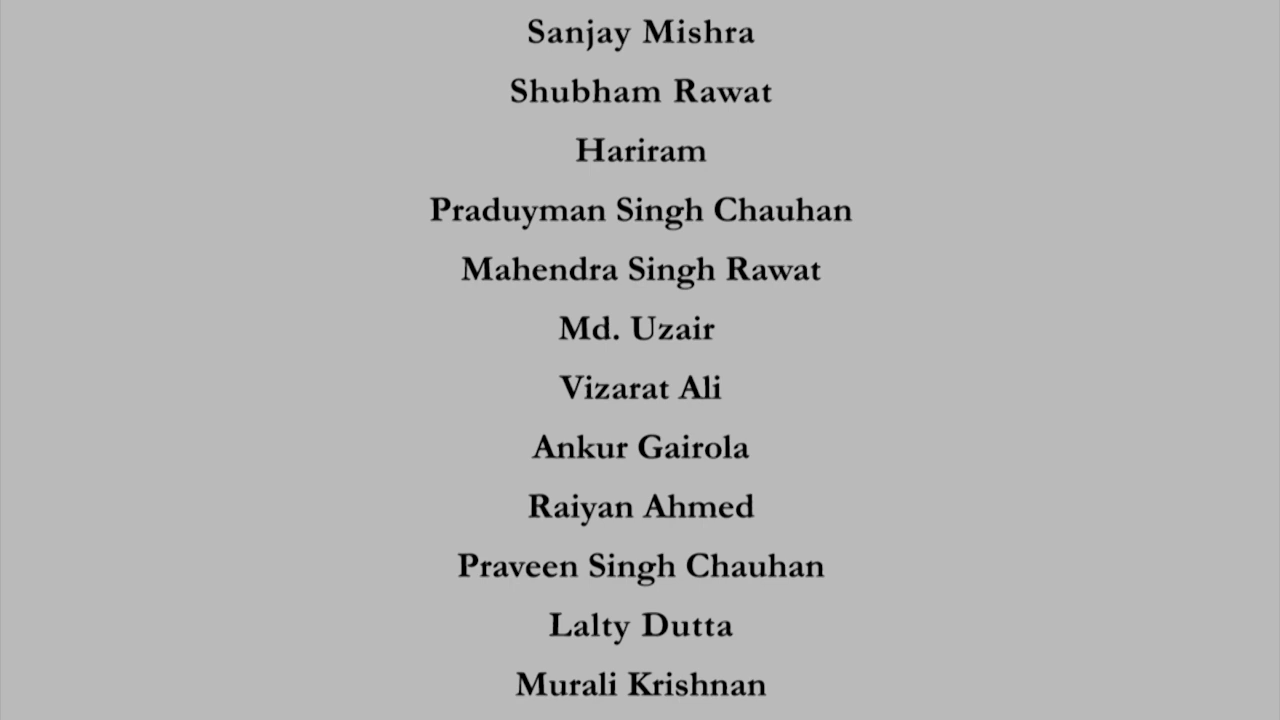 Sanjay Mishra
Shubham Rawat
Hariram
Praduyman Singh Chauhan
Mahendra Singh Rawat
Md. Uzair
Vizarat Ali
Ankur Gairola
Raiyan Ahmed
Praveen Singh Chauhan
Lalty Dutta
Murali Krishnan